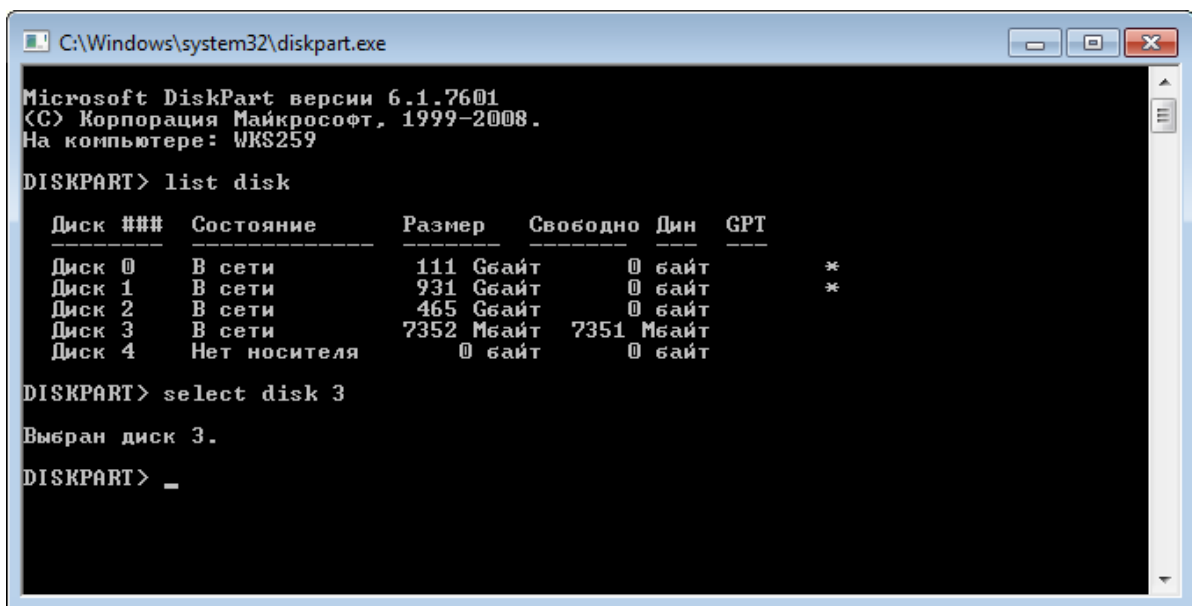 C:\Windows\system32\diskpart.exe
Microsoft DiskPart версии 6.1.7601
(C) Корпорация Майкрософт, 1999-2008.
На компьютере: WKS259
DISKPART> list disk
Диск ### Состояние Размер Свободно Дин GPT
-------- ------------- ------- ------- --- ---
Диск 0 В сети 111 Gбайт 0 байт *
Диск 1 В сети 931 Gбайт 0 байт *
Диск 2 В сети 465 Gбайт 0 байт
Диск 3 В сети 7352 Mбайт 7351 Mбайт
Диск 4 Нет носителя 0 байт 0 байт
DISKPART> select disk 3
Выбран диск 3.
DISKPART> _